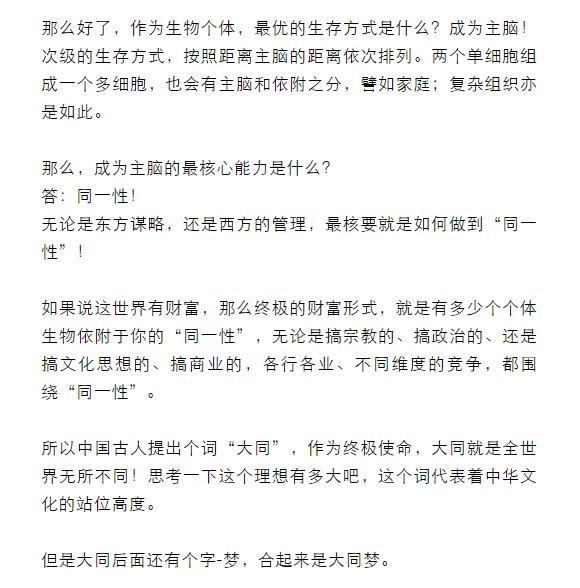 那么好了，作为生物个体，最优的生存方式是什么？成为主脑！
次级的生存方式，按照距离主脑的距离依次排列。两个单细胞组
成一个多细胞，也会有主脑和依附之分，譬如家庭；复杂组织亦
是如此。
那么，成为主脑的最核心能力是什么？
答：同一性！
无论是东方谋略，还是西方的管理，最核要就是如何做到“同一
性”！
如果说这世界有财富，那么终极的财富形式，就是有多少个个体
生物依附于你的“同一性”，无论是搞宗教的、搞政治的、还是
搞文化思想的、搞商业的，各行各业、不同维度的竞争，都围
绕“同一性”。
所以中国古人提出个词“大同”，作为终极使命，大同就是全世
界无所不同！思考一下这个理想有多大吧，这个词代表着中华文
化的站位高度。
但是大同后面还有个字-梦，合起来是大同梦。